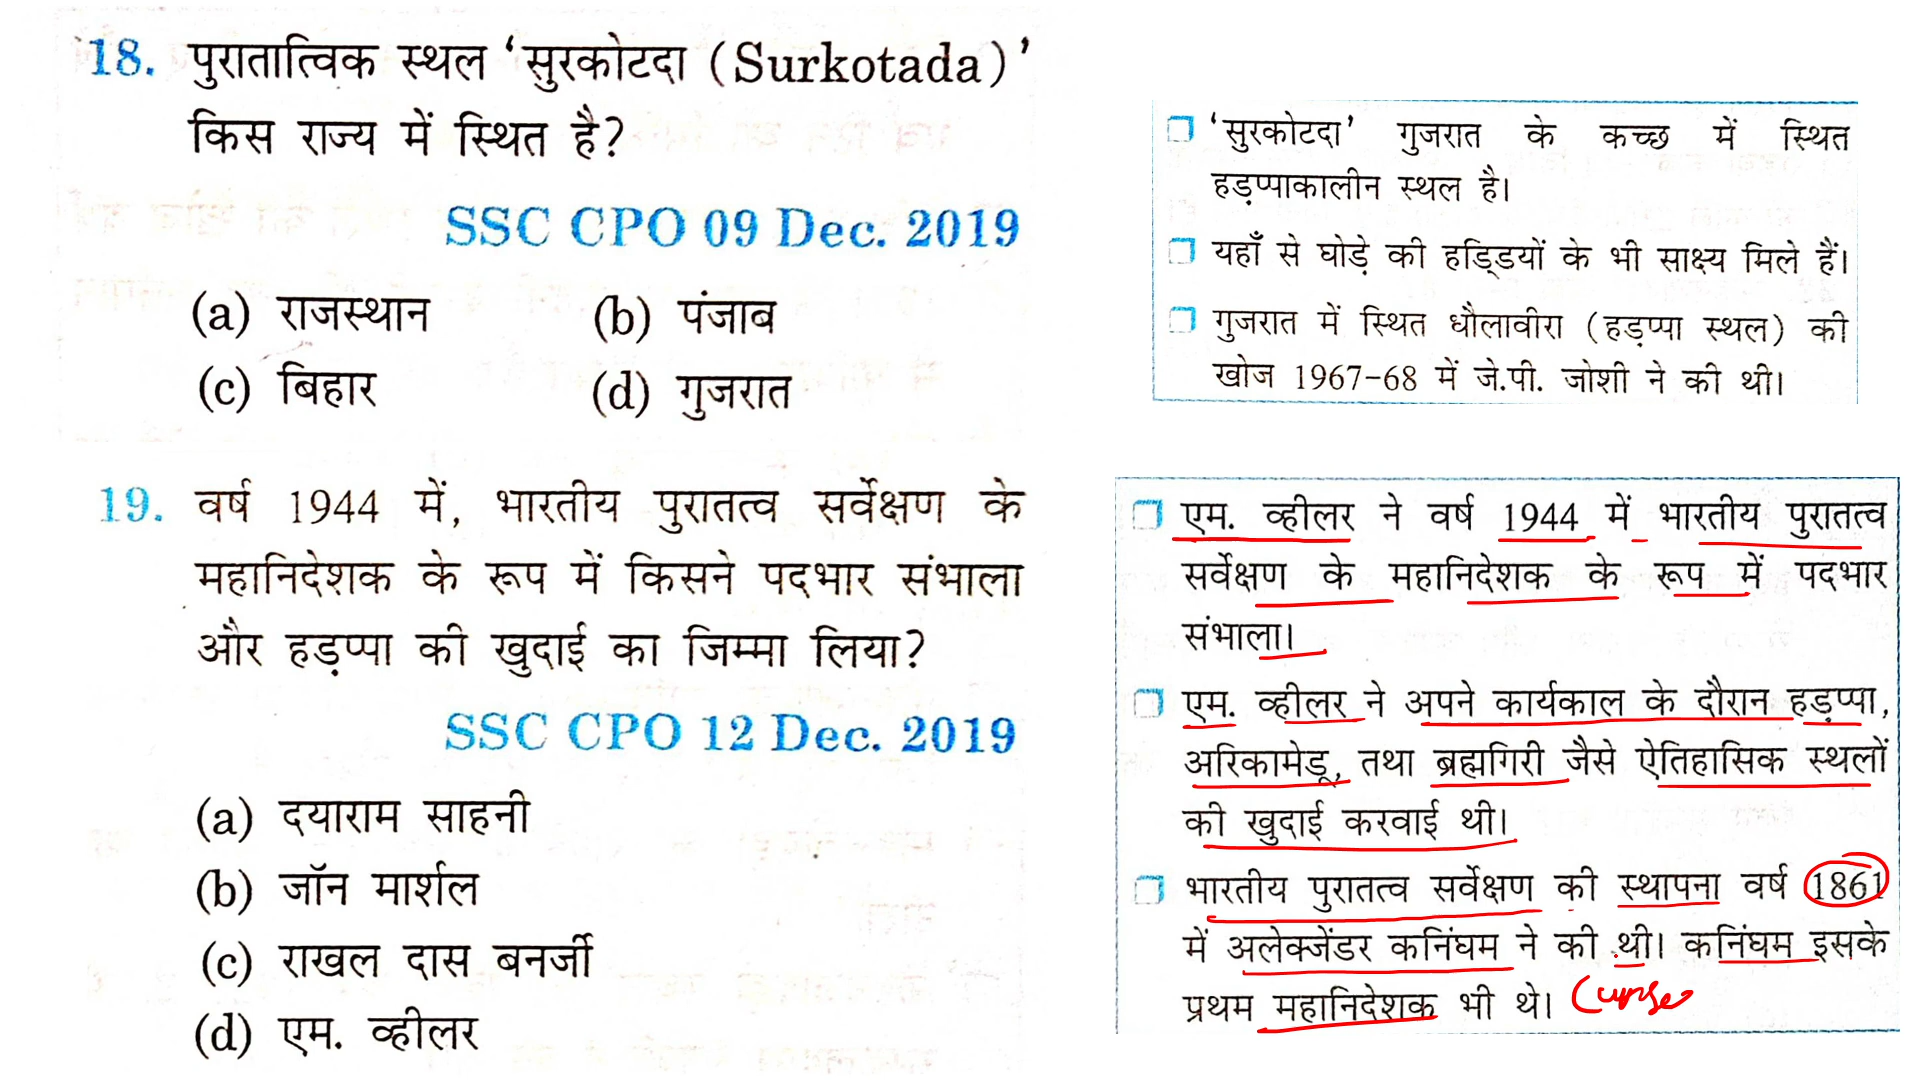 18. पुरातात्विक स्थल ‘सुरकोटदा (Surkotada)’
किस राज्य में स्थित है?
SSC CPO 09 Dec. 2019
(a) राजस्थान (b) पंजाब
(c) बिहार (d) गुजरात
‘सुरकोटदा’ गुजरात के कच्छ में स्थित
हड़प्पाकालीन स्थल है।
यहाँ से घोड़े की हड्डियों के भी साक्ष्य मिले हैं।
गुजरात में स्थित धौलावीरा (हड़प्पा स्थल) की
खोज 1967-68 में जे.पी. जोशी ने की थी।
19. वर्ष 1944 में, भारतीय पुरातत्व सर्वेक्षण के
महानिदेशक के रूप में किसने पदभार संभाला
और हड़प्पा की खुदाई का जिम्मा लिया?
SSC CPO 12 Dec. 2019
(a) दयाराम साहनी
(b) जॉन मार्शल
(c) राखल दास बनर्जी
(d) एम. व्हीलर
एम. व्हीलर ने वर्ष 1944 में भारतीय पुरातत्व
सर्वेक्षण के महानिदेशक के रूप में पदभार
संभाला।
एम. व्हीलर ने अपने कार्यकाल के दौरान हड़प्पा,
अरिकामेडू, तथा ब्रह्मगिरी जैसे ऐतिहासिक स्थलों
की खुदाई करवाई थी।
भारतीय पुरातत्व सर्वेक्षण की स्थापना वर्ष 1861
में अलेक्जेंडर कनिंघम ने की थी। कनिंघम इसके
प्रथम महानिदेशक भी थे।